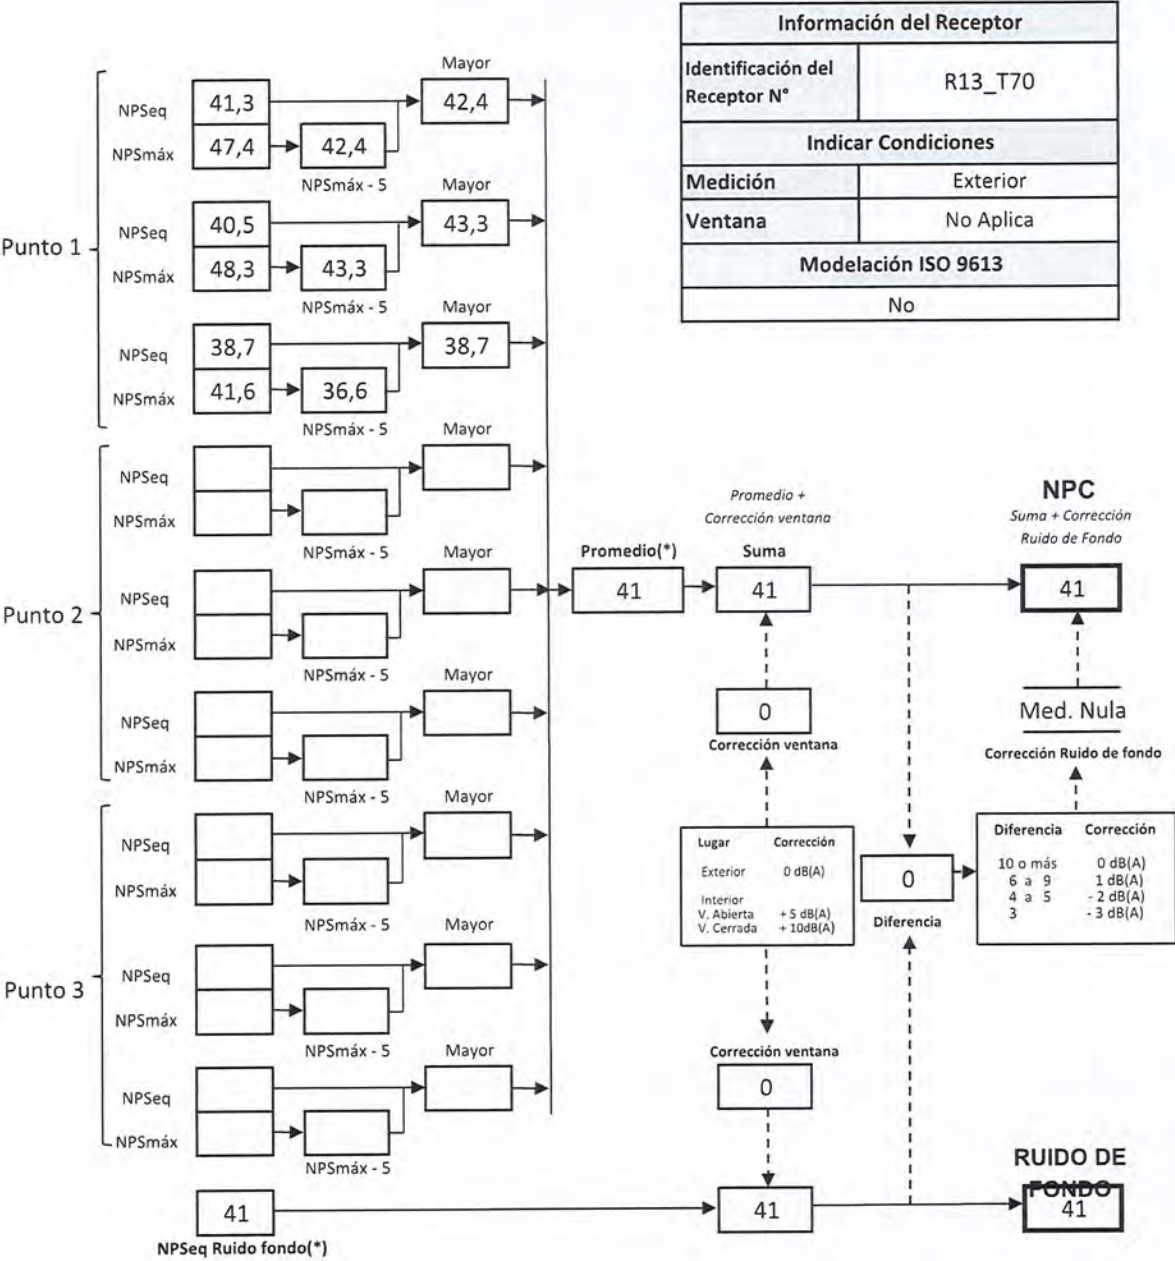 Información del Receptor
Identificación del
Receptor N°
R13_T70
Indicar Condiciones
Medición
Exterior
Ventana
No Aplica
Modelación ISO 9613
No
Punto 1
Mayor
NPSeq
41,3
42,4
NPSmáx
47,4
42,4
NPSmáx - 5
Mayor
NPSeq
40,5
43,3
NPSmáx
48,3
43,3
NPSmáx - 5
Mayor
NPSeq
38,7
38,7
NPSmáx
41,6
36,6
NPSmáx - 5
Punto 2
Mayor
NPSeq
NPSmáx
NPSmáx - 5
Mayor
NPSeq
NPSmáx
NPSmáx - 5
Mayor
NPSeq
NPSmáx
NPSmáx - 5
Punto 3
Mayor
NPSeq
NPSmáx
NPSmáx - 5
Mayor
NPSeq
NPSmáx
NPSmáx - 5
Mayor
NPSeq
NPSmáx
NPSmáx - 5
Promedio(*)
41
Promedio +
Corrección ventana
Suma
41
NPC
Suma + Corrección
Ruido de Fondo
41
0
Corrección ventana
Med. Nula
Corrección Ruido de fondo
Lugar Corrección
Exterior 0 dB(A)
Interior
V. Abierta + 5 dB(A)
V. Cerrada + 10dB(A)
0
Diferencia
Diferencia Corrección
10 o más 0 dB(A)
6 a 9 1 dB(A)
4 a 5 - 2 dB(A)
3 - 3 dB(A)
Corrección ventana
0
41
NPSeq Ruido fondo(*)
41
RUIDO DE
FONDO
41